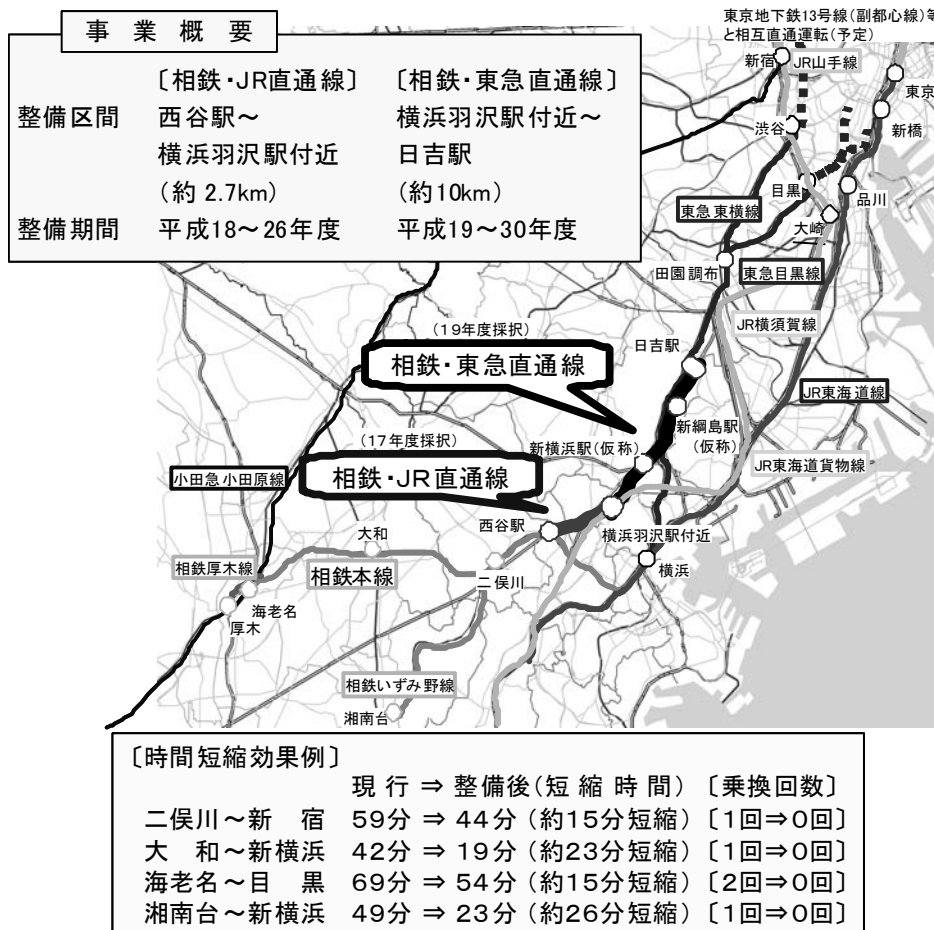 事業概要
〔相鉄・JR直通線〕 〔相鉄・東急直通線〕
整備区間 西谷駅～ 横浜羽沢駅付近～
横浜羽沢駅付近 日吉駅
(約2.7km) (約10km)
整備期間 平成18～26年度 平成19～30年度
東京地下鉄13号線(副都心線)等
と相互直通運転(予定)
新宿
JR山手線
東京
新橋
渋谷
目黒
品川
東急東横線
大崎
田園調布
東急目黒線
JR横須賀線
(19年度採択)
日吉駅
相鉄・東急直通線
JR東海道線
新綱島駅
(仮称)
(17年度採択)
新横浜駅(仮称)
JR東海道貨物線
小田急小田原線
相鉄・JR直通線
西谷駅
横浜羽沢駅付近
大和
横浜
相鉄厚木線
相鉄本線
二俣川
海老名
厚木
相鉄いずみ野線
湘南台
〔時間短縮効果例〕
現行 ⇒ 整備後(短縮時間) 〔乗換回数〕
二俣川～新宿 59分 ⇒ 44分 (約15分短縮) 〔1回⇒0回〕
大和～新横浜 42分 ⇒ 19分 (約23分短縮) 〔1回⇒0回〕
海老名～目黒 69分 ⇒ 54分 (約15分短縮) 〔2回⇒0回〕
湘南台～新横浜 49分 ⇒ 23分 (約26分短縮) 〔1回⇒0回〕